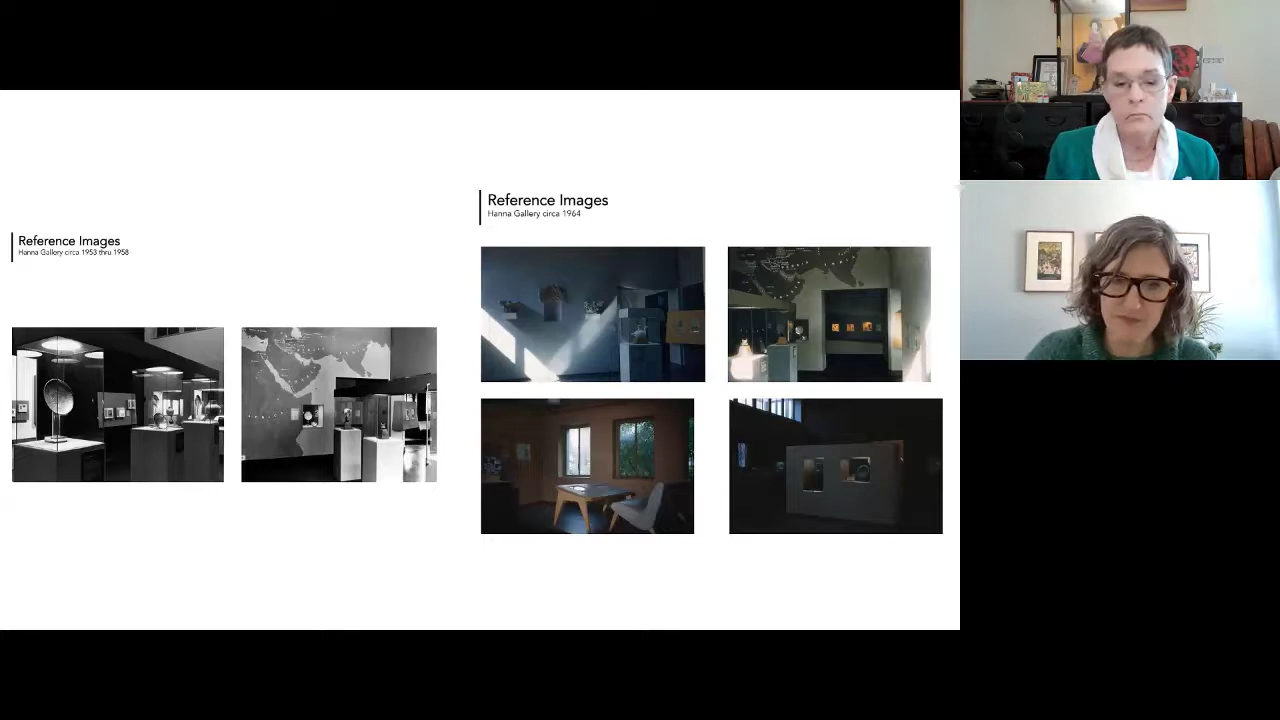 Reference Images
Hanna Gallery circa 1953 thru 1958
Reference Images
Hanna Gallery circa 1964